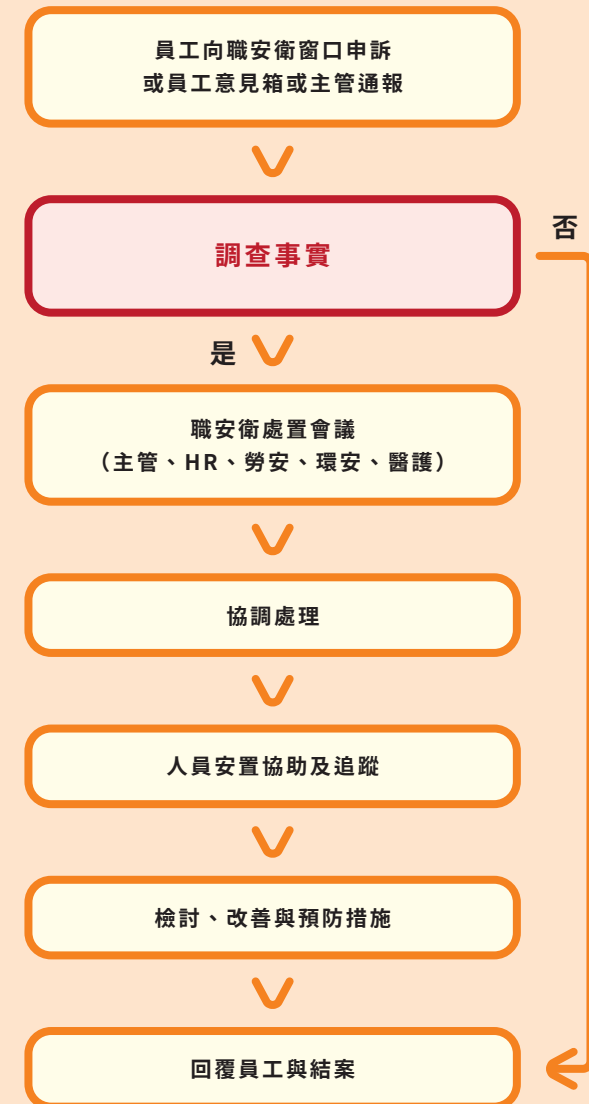 員工向職安衛窗口申訴
或員工意見箱或主管通報
調查事實
否
是
職安衛處置會議
（主管、HR、勞安、環安、醫護）
協調處理
人員安置協助及追蹤
檢討、改善與預防措施
回覆員工與結案